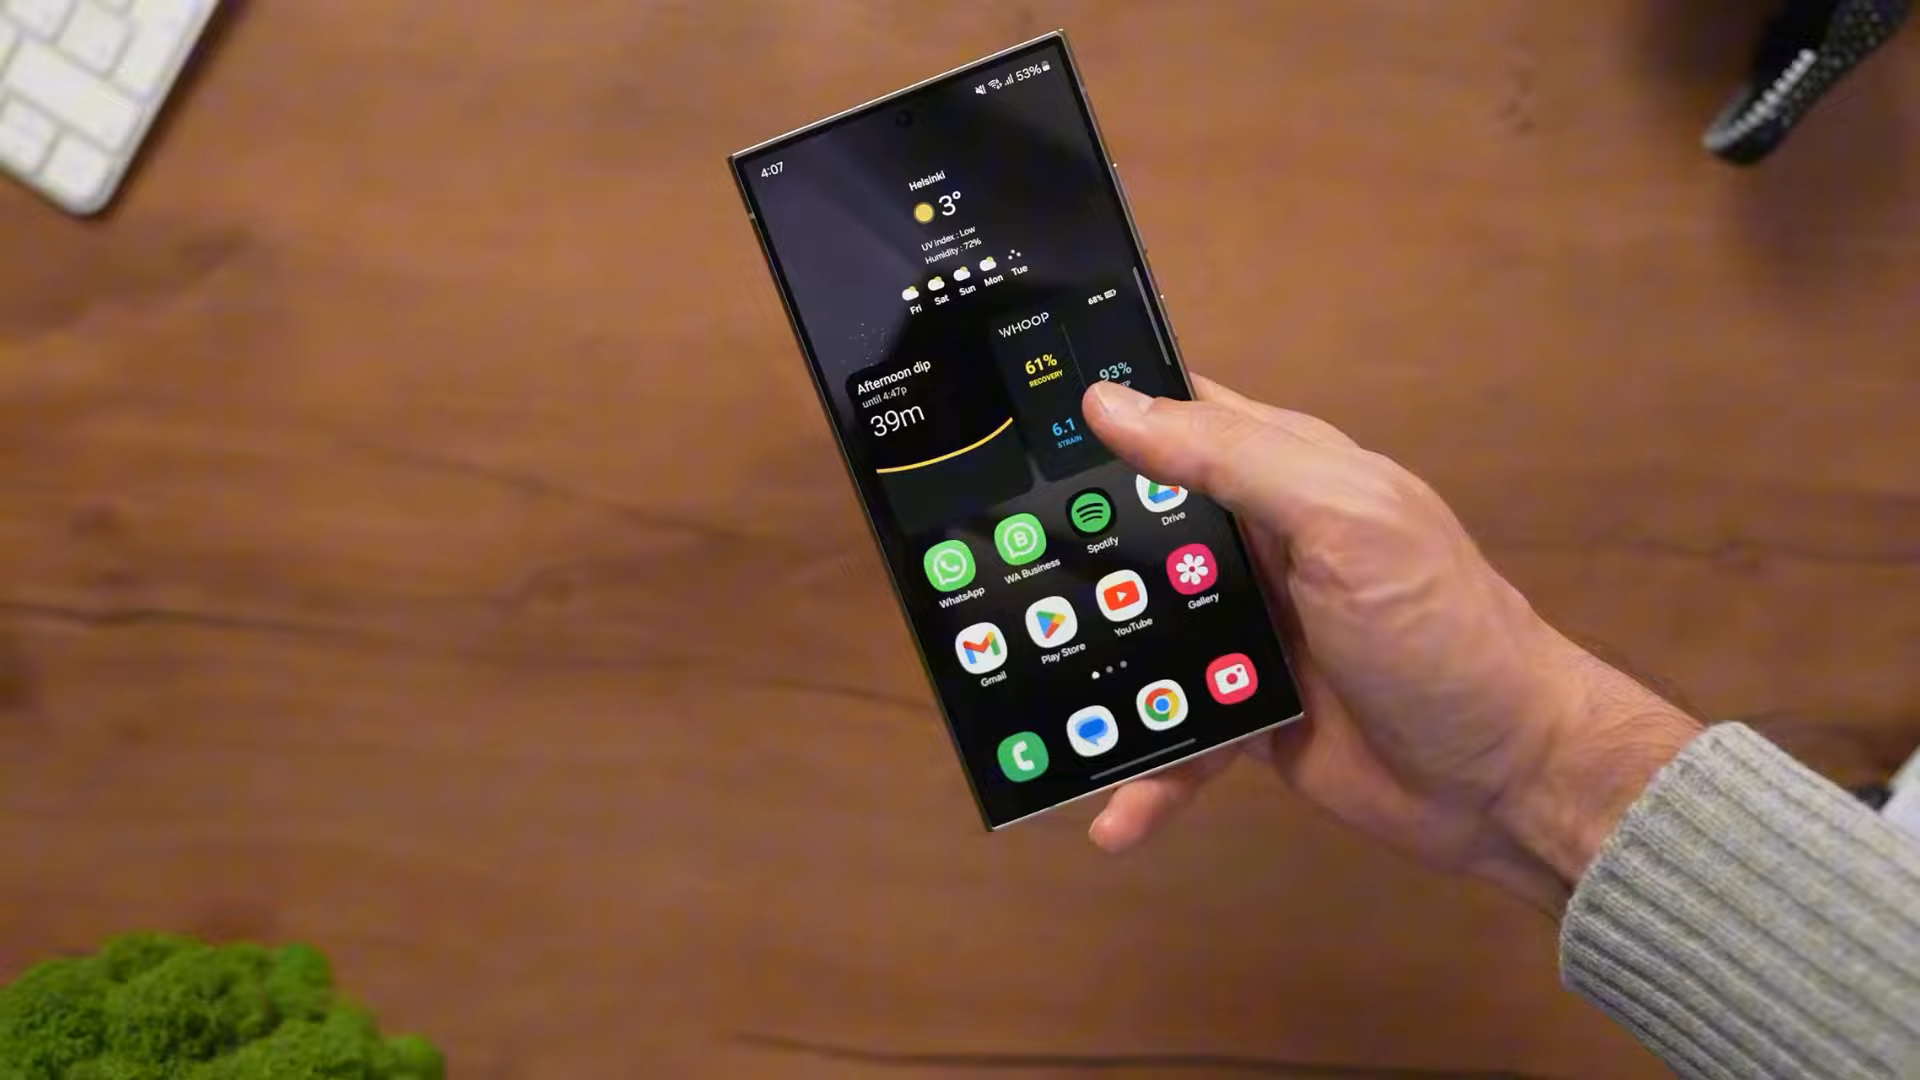 4:07
53%
Helsinki
3°
UV index : Low
Humidity : 72%
Fri Sat Sun Mon Tue
68%
WHOOP
61%
RECOVERY
93%
6.1
STRAIN
Afternoon dip
until 4:47p
39m
WhatsApp
WA Business
Spotify
Drive
Gmail
Play Store
YouTube
Gallery